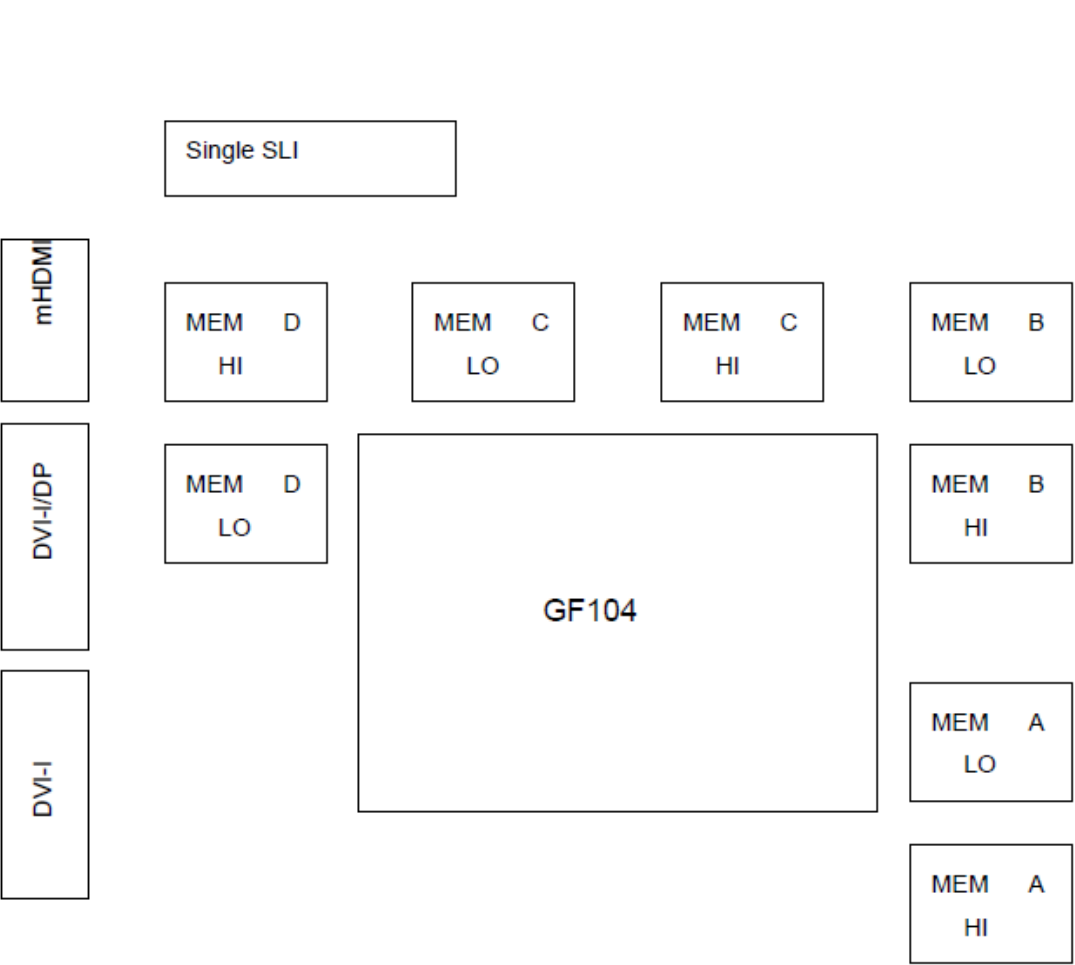 Single SLI
mHDMI
MEM D
HI
MEM C
LO
MEM C
HI
MEM B
LO
DVI-I/DP
MEM D
LO
MEM B
HI
GF104
DVI-I
MEM A
LO
MEM A
HI